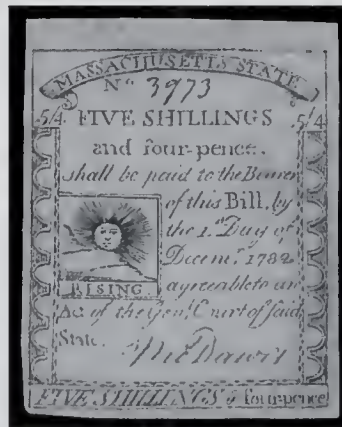 MASSACHUSETTS STATE
No 3973
5/4 FIVE SHILLINGS 5/4
and four-pence.
shall be paid to the Bearer
of this Bill, by
the 1st Day of
Decemr. 1782
RISING
agreeable to an
Act of the Genl. Court of said
State.
FIVE SHILLINGS & four-pence